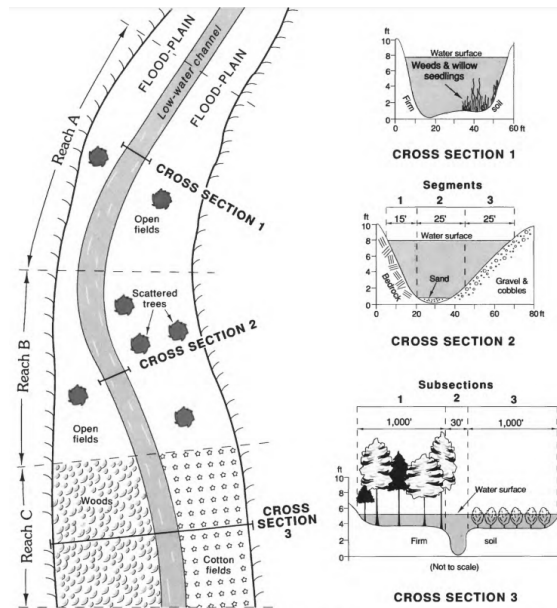 FLOOD-PLAIN
Low-water channel
FLOOD-PLAIN
Reach A
CROSS SECTION 1
Open
fields
Scattered
trees
CROSS SECTION 2
Reach B
Open
fields
Woods
CROSS
SECTION
3
Reach C
Cotton
fields
ft
10
8
6
4
2
0
Water surface
Weeds & willow
seedlings
Firm
soil
0 20 40 60 ft
CROSS SECTION 1
Segments
1 2 3
15' 25' 25'
ft
10
8
6
4
2
0
Water surface
Bedrock
Sand
Gravel &
cobbles
0 20 40 60 80
ft
CROSS SECTION 2
Subsections
1 2 3
1,000' 30' 1,000'
ft
10
8
6
4
2
0
Water surface
Firm soil
(Not to scale)
CROSS SECTION 3